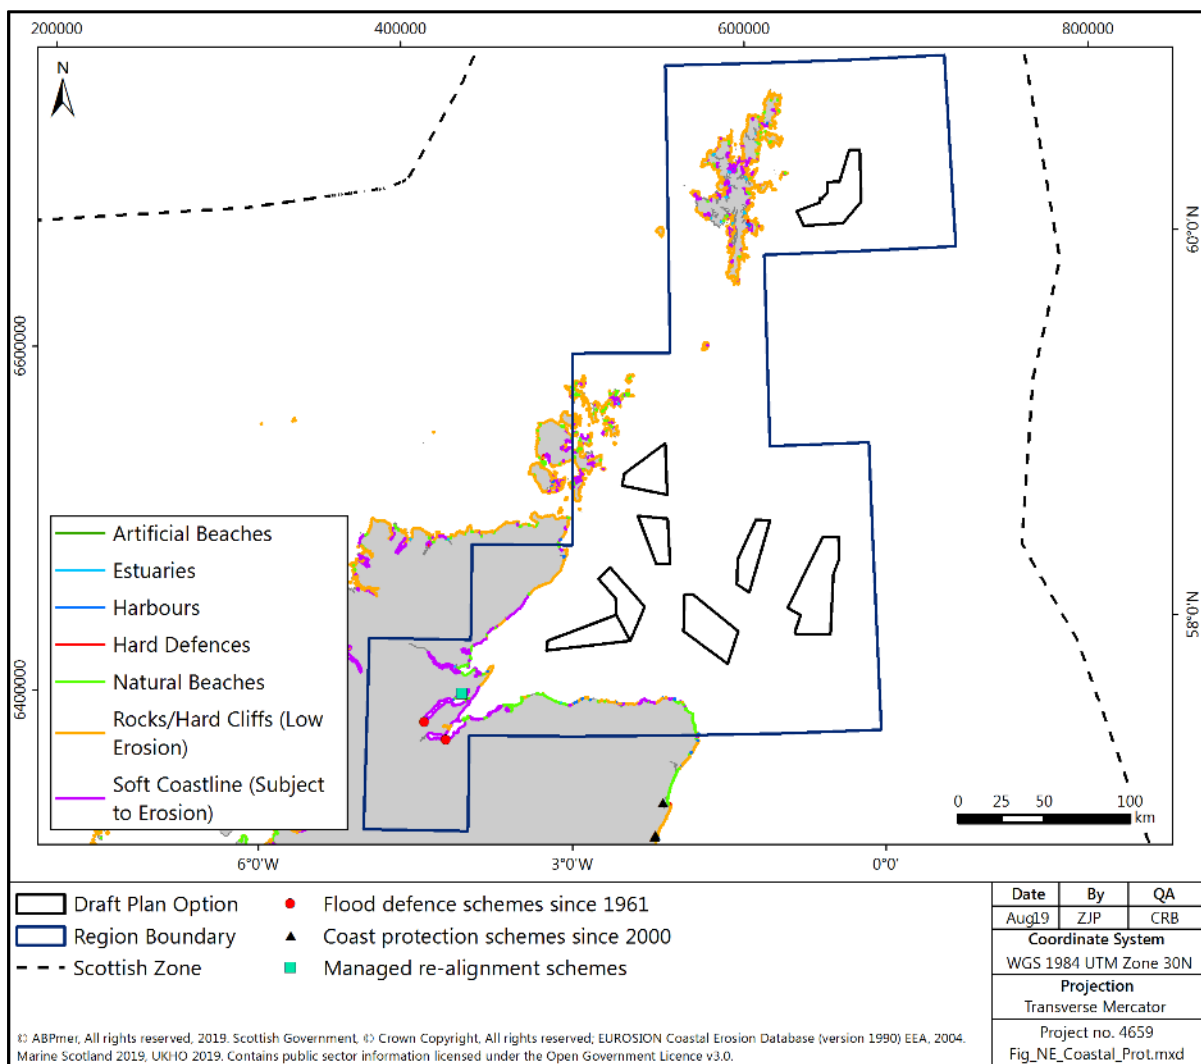 200000 400000 600000 800000
N
60°0'N
6600000
58°0'N
6400000
Artificial Beaches
Estuaries
Harbours
Hard Defences
Natural Beaches
Rocks/Hard Cliffs (Low
Erosion)
Soft Coastline (Subject
to Erosion)
0 25 50 100
km
6°0'W 3°0'W 0°0'
Draft Plan Option
Region Boundary
Scottish Zone
Flood defence schemes since 1961
Coast protection schemes since 2000
Managed re-alignment schemes
Date By QA
Aug19 ZJP CRB
Coordinate System
WGS 1984 UTM Zone 30N
Projection
Transverse Mercator
Project no. 4659
Fig_NE_Coastal_Prot.mxd
© ABPmer, All rights reserved, 2019. Scottish Government, © Crown Copyright, All rights reserved; EUROSION Coastal Erosion Database (version 1990) EEA, 2004.
Marine Scotland 2019, UKHO 2019. Contains public sector information licensed under the Open Government Licence v3.0.